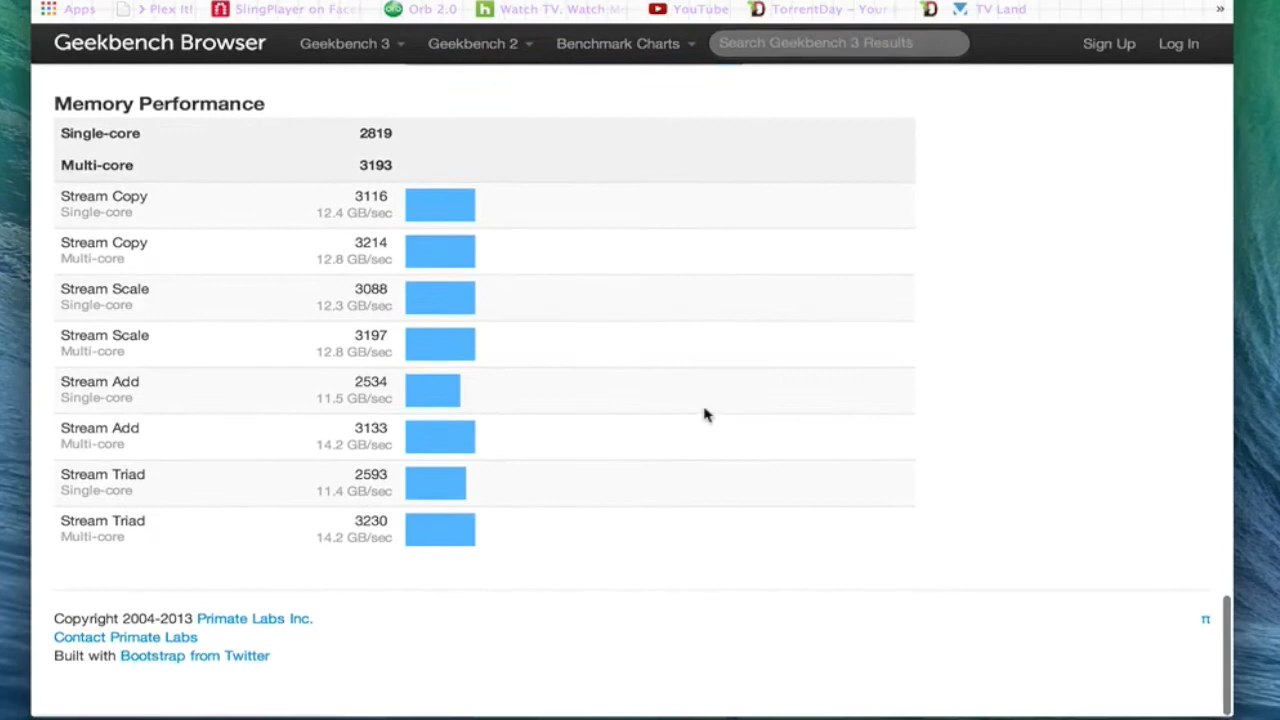 Apps > Plex It! SlingPlayer on Face Orb 2.0 Watch TV. Watch M YouTube TorrentDay – Your TV Land »
Geekbench Browser Geekbench 3 Geekbench 2 Benchmark Charts Search Geekbench 3 Results Sign Up Log In
Memory Performance
Single-core 2819
Multi-core 3193
Stream Copy 3116
Single-core 12.4 GB/sec
Stream Copy 3214
Multi-core 12.8 GB/sec
Stream Scale 3088
Single-core 12.3 GB/sec
Stream Scale 3197
Multi-core 12.8 GB/sec
Stream Add 2534
Single-core 11.5 GB/sec
Stream Add 3133
Multi-core 14.2 GB/sec
Stream Triad 2593
Single-core 11.4 GB/sec
Stream Triad 3230
Multi-core 14.2 GB/sec
Copyright 2004-2013 Primate Labs Inc. π
Contact Primate Labs
Built with Bootstrap from Twitter